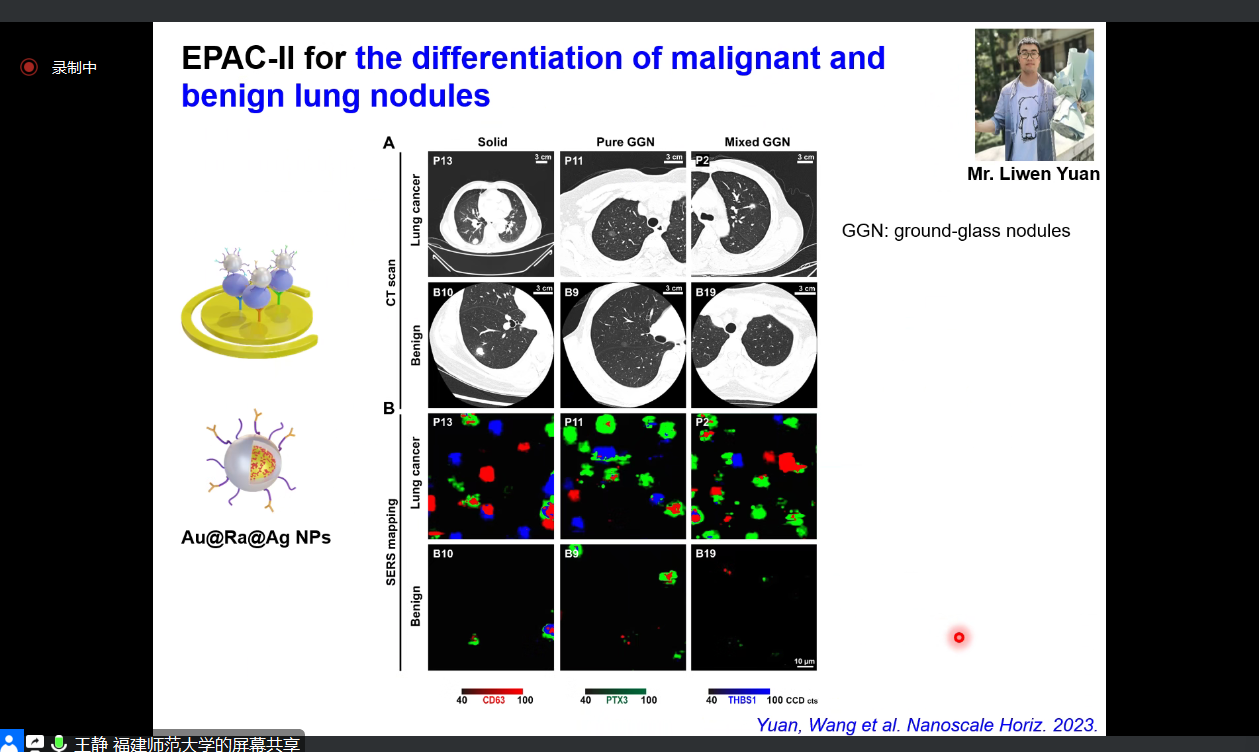 录制中
EPAC-II for the differentiation of malignant and
benign lung nodules
Mr. Liwen Yuan
GGN: ground-glass nodules
A
Solid
Pure GGN
Mixed GGN
CT scan
Lung cancer
P13
3 cm
P11
3 cm
P2
3 cm
Benign
B10
3 cm
B9
3 cm
B19
3 cm
B
SERS mapping
Lung cancer
P13
P11
P2
Benign
B10
B9
B19
10 µm
40 CD63 100
40 PTX3 100
40 THBS1 100 CCD cts
Au@Ra@Ag NPs
Yuan, Wang et al. Nanoscale Horiz. 2023.
王静 福建师范大学的屏幕共享